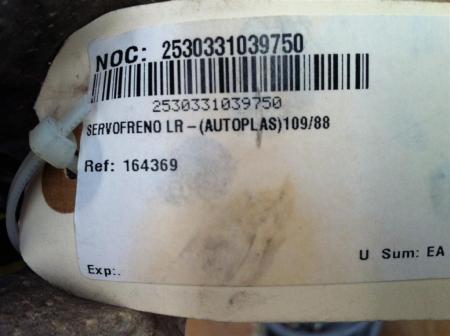 NOC: 2530331039750
2530331039750
SERVOFRENO LR-(AUTOPLAS)109/88
Ref: 164369
U Sum: EA
Exp:.